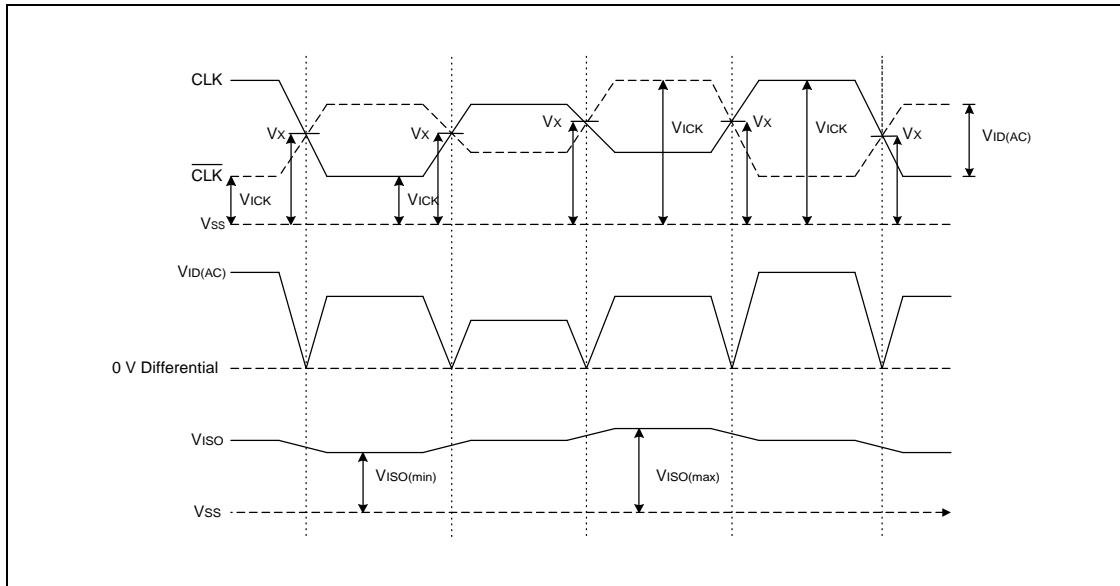 CLK
VICK
VICK
VID(AC)
VX
VX
VX
VX
VX
CLK
VICK
VICK
VSS
VID(AC)
0 V Differential
VISO
VISO(min)
VISO(max)
VSS